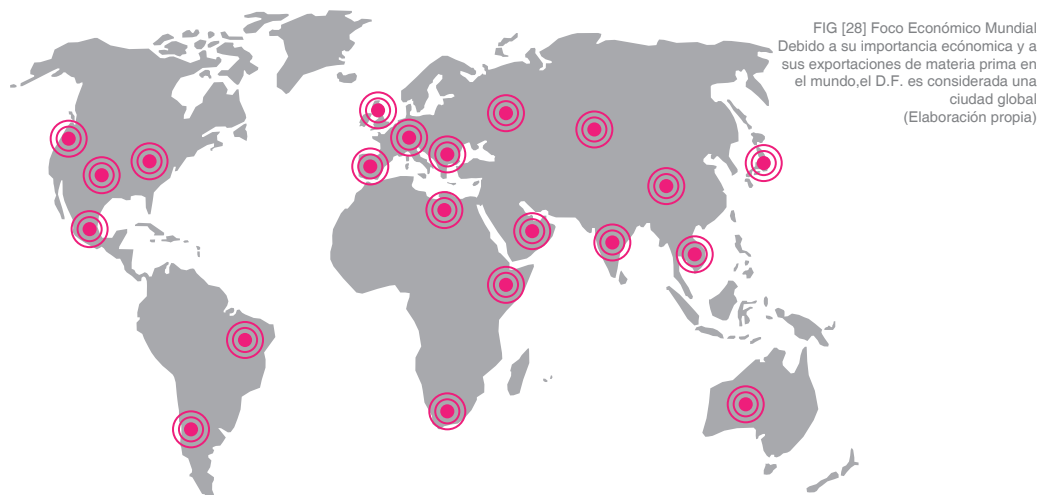 FIG [28] Foco Económico Mundial
Debido a su importancia ecónomica y a
sus exportaciones de materia prima en
el mundo,el D.F. es considerada una
ciudad global
(Elaboración propia)